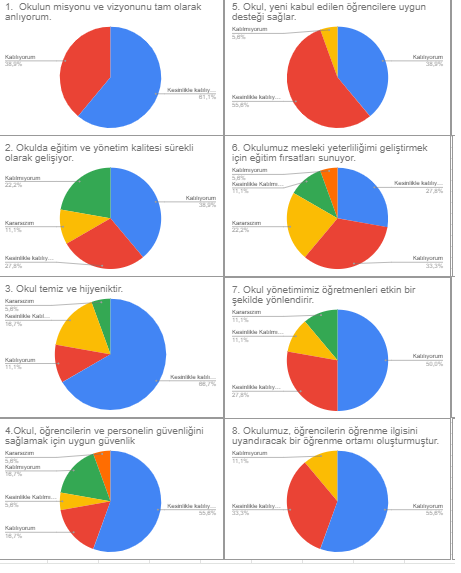 1.  Okulun misyonu ve vizyonunu tam olarak
anlıyorum.
Katılıyorum
38,9%
Kesinlikle katılıy...
61,1%
2. Okulda eğitim ve yönetim kalitesi sürekli
olarak gelişiyor.
Katılmıyorum
22,2%
Katılıyorum
38,9%
Kararsızım
11,1%
Kesinlikle katılıy...
27,8%
3. Okul temiz ve hijyeniktir.
Kararsızım
5,6%
Kesinlikle Katıl...
16,7%
Katılıyorum
11,1%
Kesinlikle katılı...
66,7%
4.Okul, öğrencilerin ve personelin güvenliğini
sağlamak için uygun güvenlik
Kararsızım
5,6%
Katılmıyorum
16,7%
Kesinlikle Katılmı...
5,6%
Katılıyorum
16,7%
Kesinlikle katılıy...
55,6%
5. Okul, yeni kabul edilen öğrencilere uygun
desteği sağlar.
Katılmıyorum
5,6%
Katılıyorum
38,9%
Kesinlikle katılıy...
55,6%
6. Okulumuz mesleki yeterliliğimi geliştirmek
için eğitim fırsatları sunuyor.
Katılmıyorum
5,6%
Kesinlikle Katılmı...
11,1%
Kararsızım
22,2%
Kesinlikle katılıy...
27,8%
Katılıyorum
33,3%
7. Okul yönetimimiz öğretmenleri etkin bir
şekilde yönlendirir.
Kararsızım
11,1%
Kesinlikle Katılmı...
11,1%
Kesinlikle katılıy...
27,8%
Katılıyorum
50,0%
8. Okulumuz, öğrencilerin öğrenme ilgisini
uyandıracak bir öğrenme ortamı oluşturmuştur.
Katılmıyorum
11,1%
Kesinlikle katılıy...
33,3%
Katılıyorum
55,6%